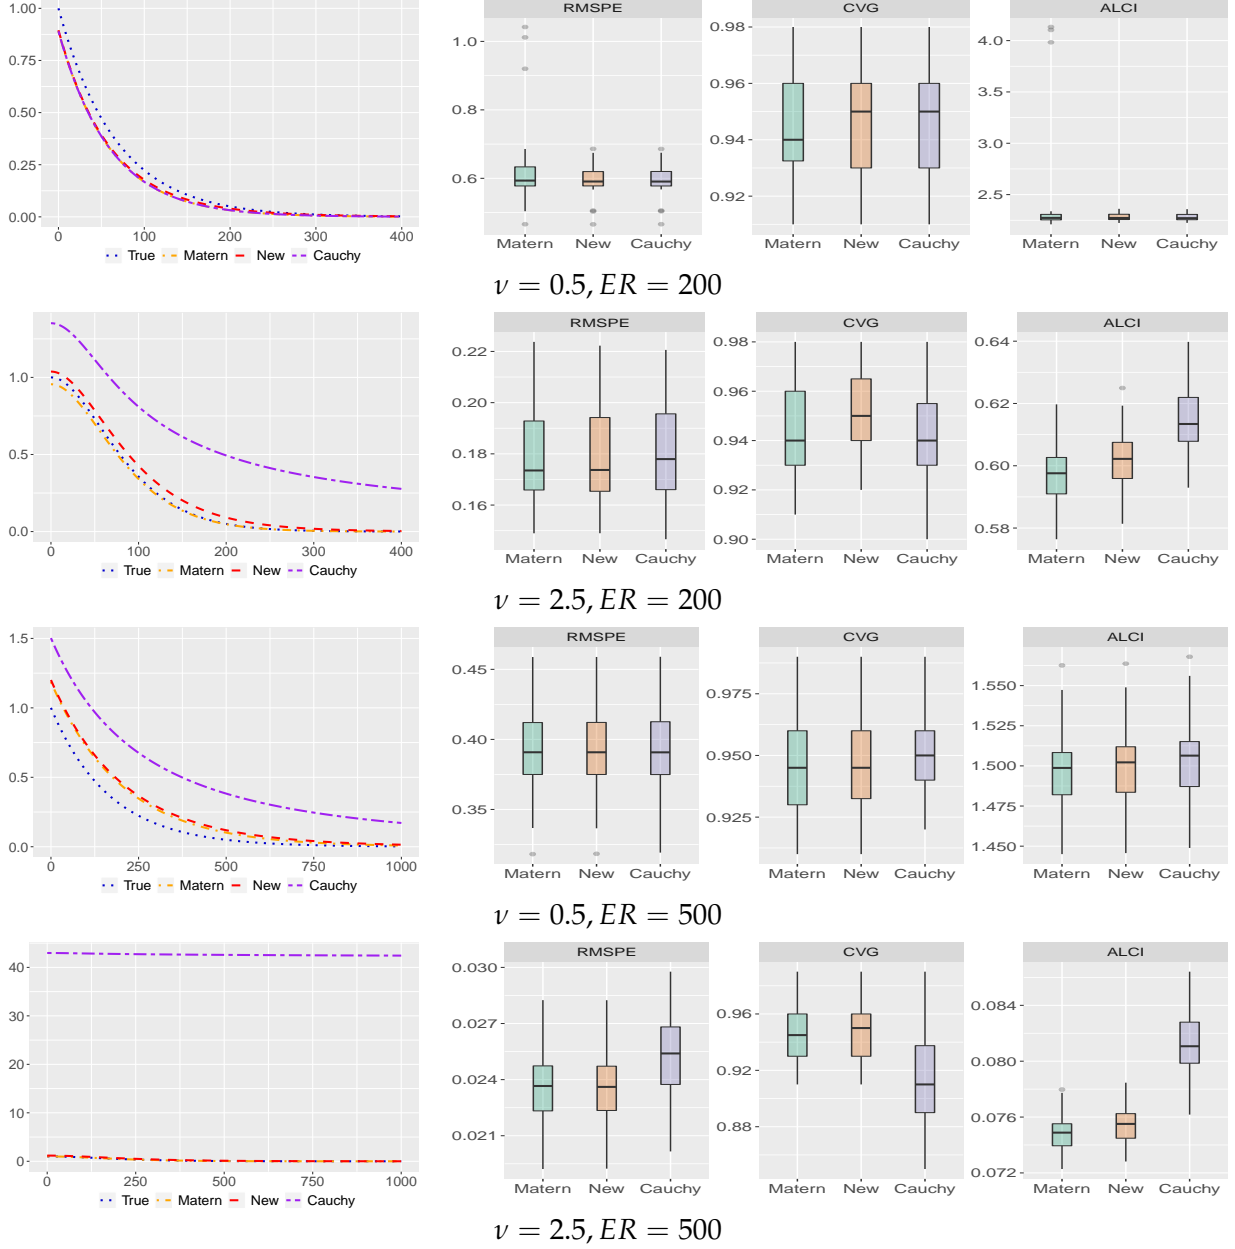 RMSPE CVG ALCI
1.00 0.75 0.50 0.25 0.00
0 100 200 300 400
True Matern New Cauchy
1.0 0.8 0.6
Matern New Cauchy
0.98 0.96 0.94 0.92
Matern New Cauchy
4.0 3.5 3.0 2.5
Matern New Cauchy
ν = 0.5, ER = 200
RMSPE CVG ALCI
1.0 0.5 0.0
0 100 200 300 400
True Matern New Cauchy
0.22 0.20 0.18 0.16
Matern New Cauchy
0.98 0.96 0.94 0.92 0.90
Matern New Cauchy
0.64 0.62 0.60 0.58
Matern New Cauchy
ν = 2.5, ER = 200
RMSPE CVG ALCI
1.5 1.0 0.5 0.0
0 250 500 750 1000
True Matern New Cauchy
0.45 0.40 0.35
Matern New Cauchy
0.975 0.950 0.925
Matern New Cauchy
1.550 1.525 1.500 1.475 1.450
Matern New Cauchy
ν = 0.5, ER = 500
RMSPE CVG ALCI
40 30 20 10 0
0 250 500 750 1000
True Matern New Cauchy
0.030 0.027 0.024 0.021
Matern New Cauchy
0.96 0.92 0.88
Matern New Cauchy
0.084 0.080 0.076 0.072
Matern New Cauchy
ν = 2.5, ER = 500